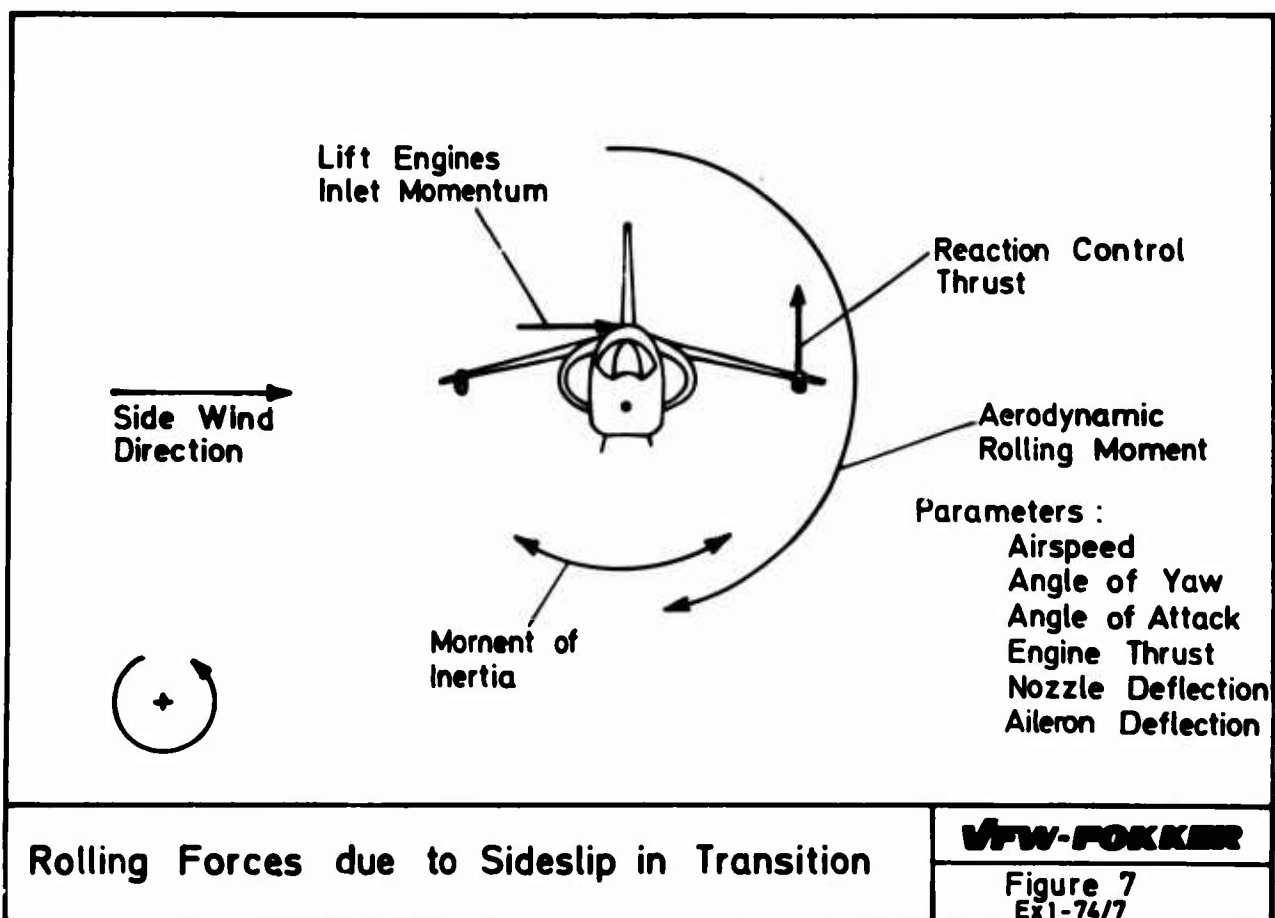 Lift Engines
Inlet Momentum
Reaction Control
Thrust
Side Wind
Direction
Aerodynamic
Rolling Moment
Parameters :
Airspeed
Angle of Yaw
Angle of Attack
Engine Thrust
Nozzle Deflection
Aileron Deflection
Moment of
Inertia
+
Rolling Forces due to Sideslip in Transition
VFW-FOKKER
Figure 7
Ex1-74/7